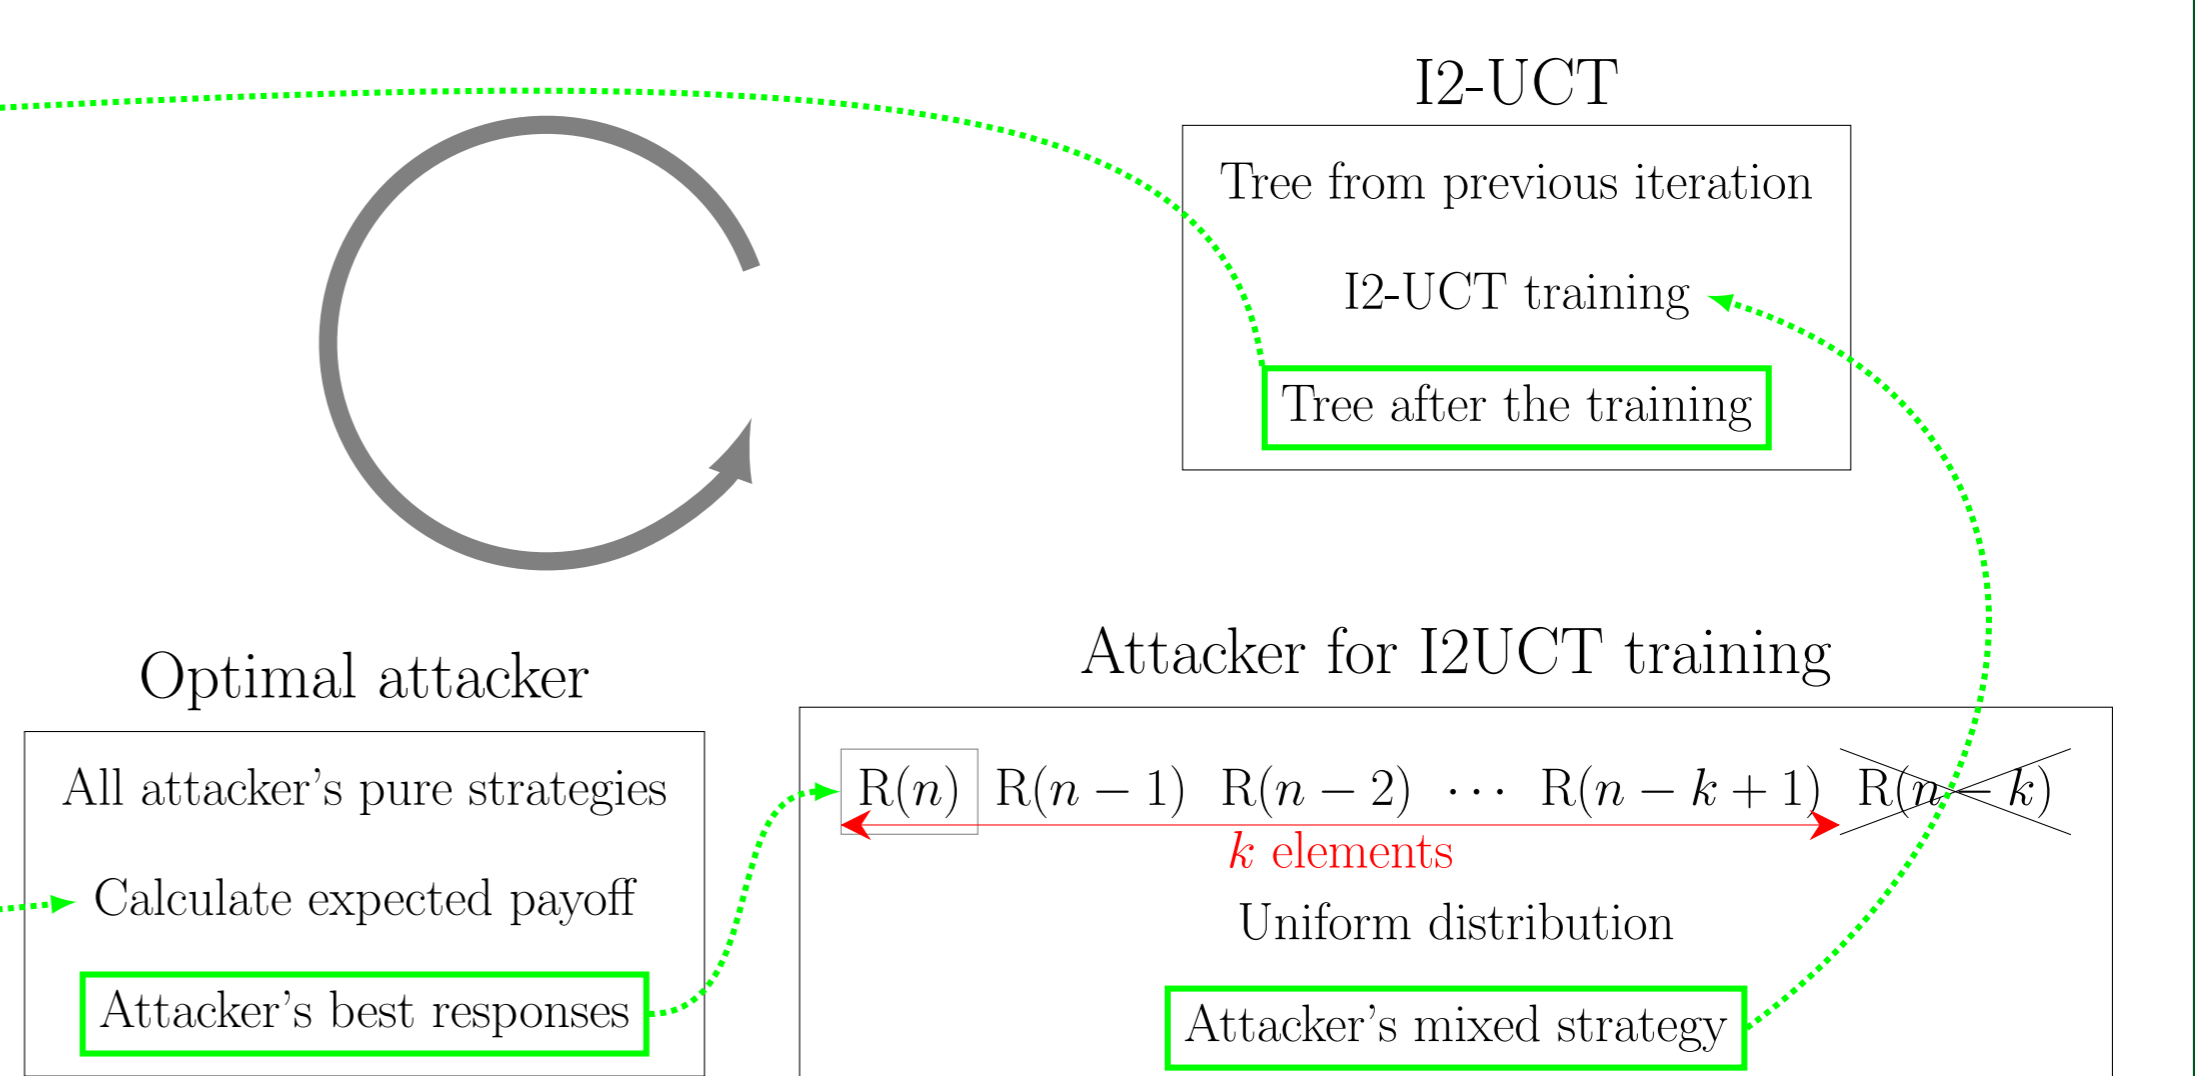 I2-UCT
Tree from previous iteration
I2-UCT training
Tree after the training
Optimal attacker
All attacker's pure strategies
Calculate expected payoff
Attacker's best responses
Attacker for I2UCT training
R(n) R(n − 1) R(n − 2) ⋯ R(n − k + 1) R(n − k)
k elements
Uniform distribution
Attacker's mixed strategy